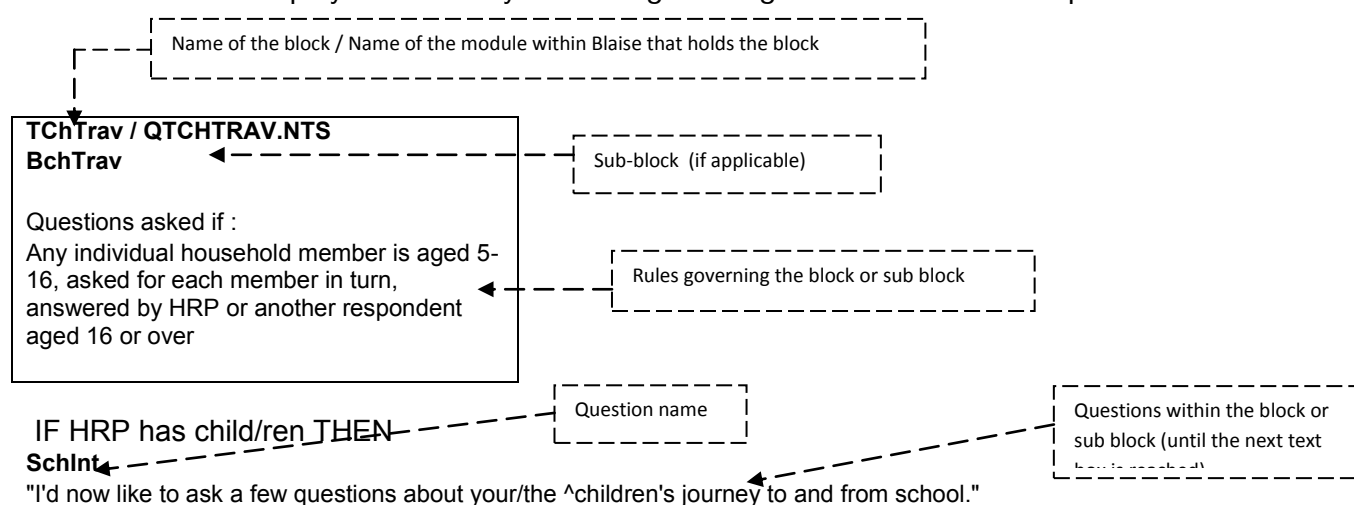 Name of the block / Name of the module within Blaise that holds the block
TChTrav / QTCHTRAV.NTS
BchTrav
Sub-block (if applicable)
Questions asked if :
Any individual household member is aged 5-
16, asked for each member in turn,
answered by HRP or another respondent
aged 16 or over
Rules governing the block or sub block
IF HRP has child/ren THEN
Question name
Questions within the block or
sub block (until the next text
SchInt
"I'd now like to ask a few questions about your/the ^children's journey to and from school."